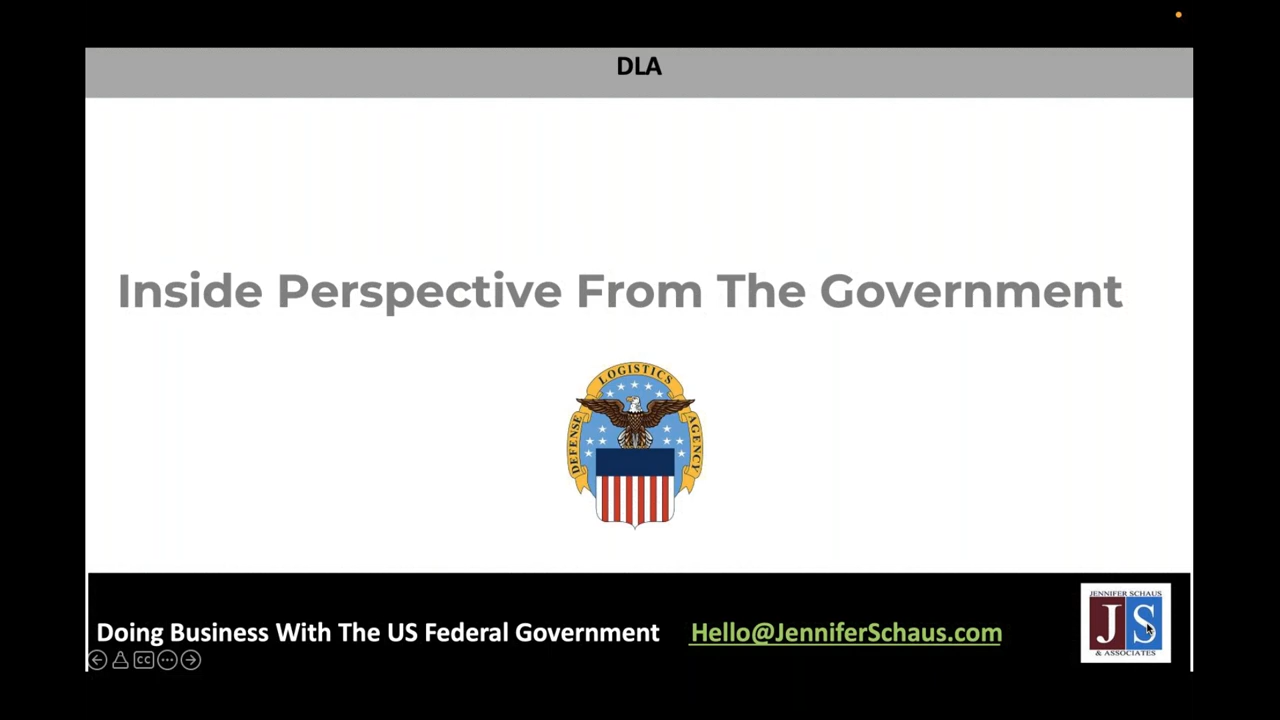 DLA
Inside Perspective From The Government
DEFENSE LOGISTICS AGENCY
Doing Business With The US Federal Government Hello@JenniferSchaus.com
JENNIFER SCHAUS
JS
& ASSOCIATES
CC